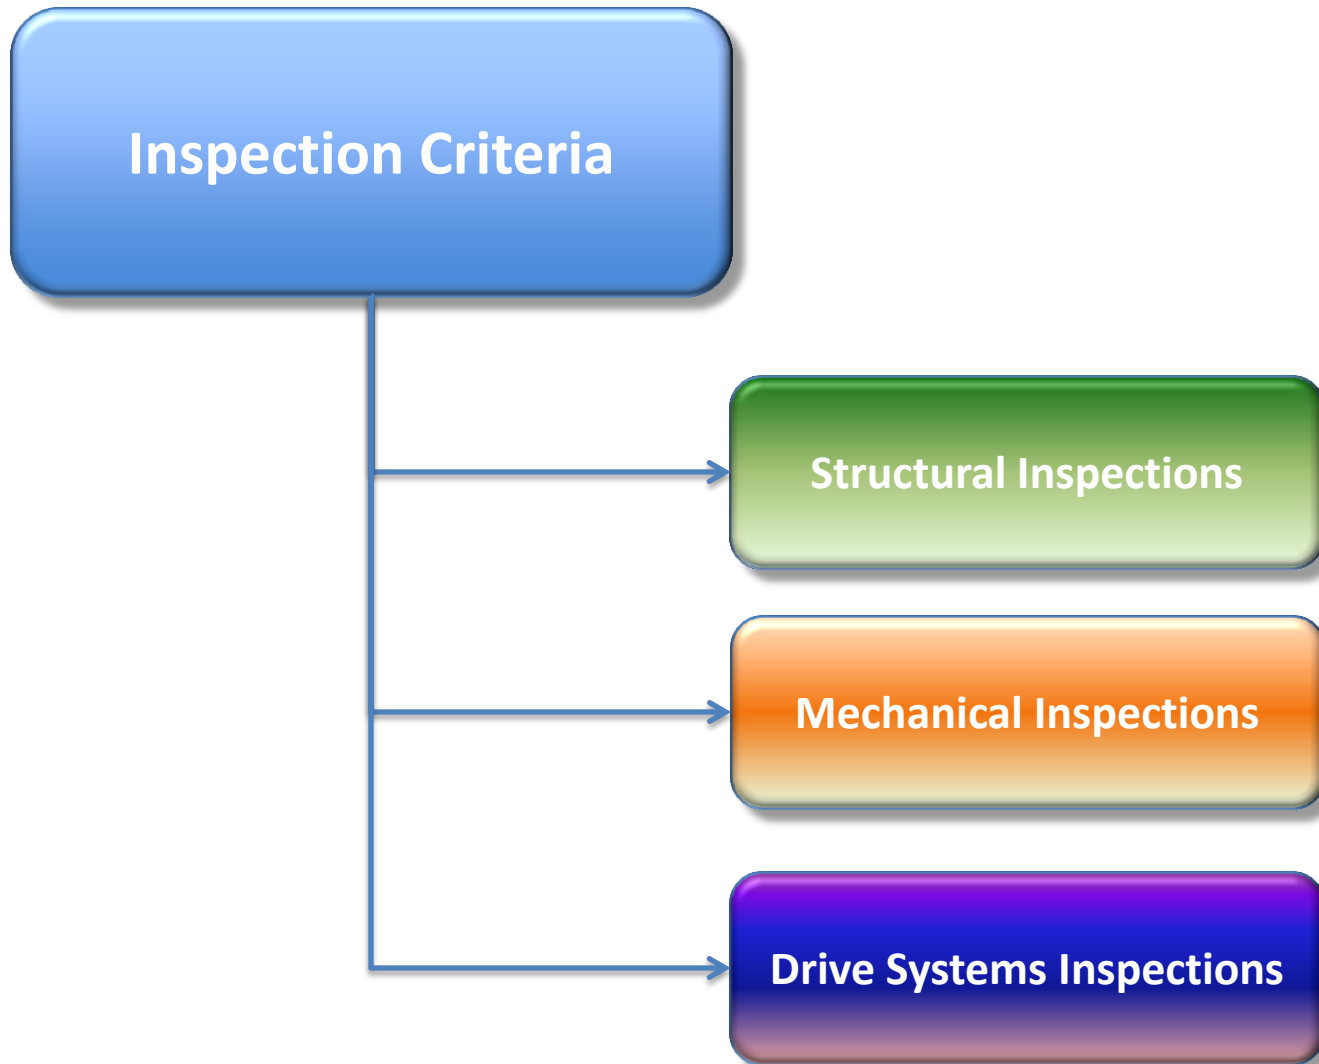 Inspection Criteria
Structural Inspections
Mechanical Inspections
Drive Systems Inspections